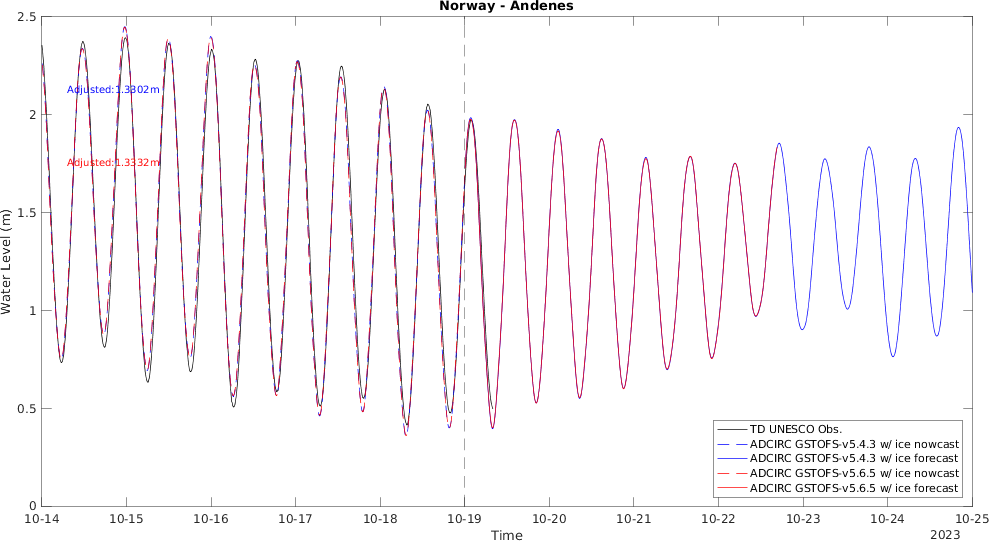 Norway - Andenes
2.5
2
1.5
1
0.5
0
Water Level (m)
Adjusted:1.3302m
Adjusted:1.3332m
TD UNESCO Obs.
ADCIRC GSTOFS-v5.4.3 w/ ice nowcast
ADCIRC GSTOFS-v5.4.3 w/ ice forecast
ADCIRC GSTOFS-v5.6.5 w/ ice nowcast
ADCIRC GSTOFS-v5.6.5 w/ ice forecast
10-14 10-15 10-16 10-17 10-18 10-19 10-20 10-21 10-22 10-23 10-24 10-25
Time
2023